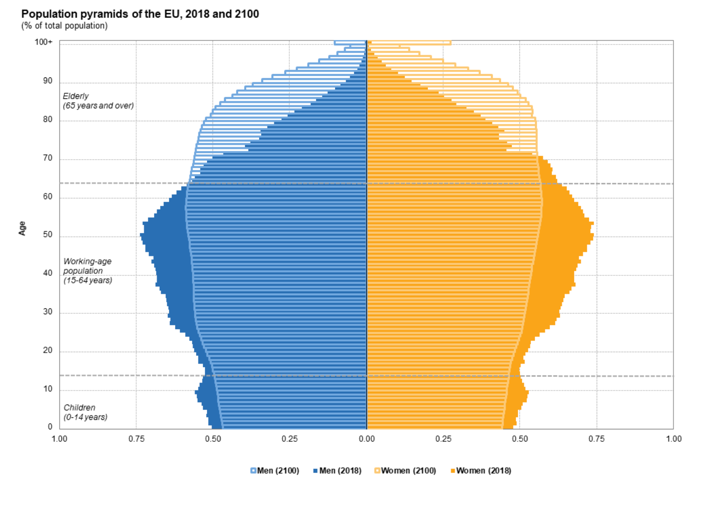 Population pyramids of the EU, 2018 and 2100
(% of total population)
100+
90
Elderly
(65 years and over)
80
70
60
50
Age
Working-age
population
(15-64 years)
40
30
20
10
Children
(0-14 years)
0
1.00 0.75 0.50 0.25 0.00 0.25 0.50 0.75 1.00
Men (2100) Men (2018) Women (2100) Women (2018)